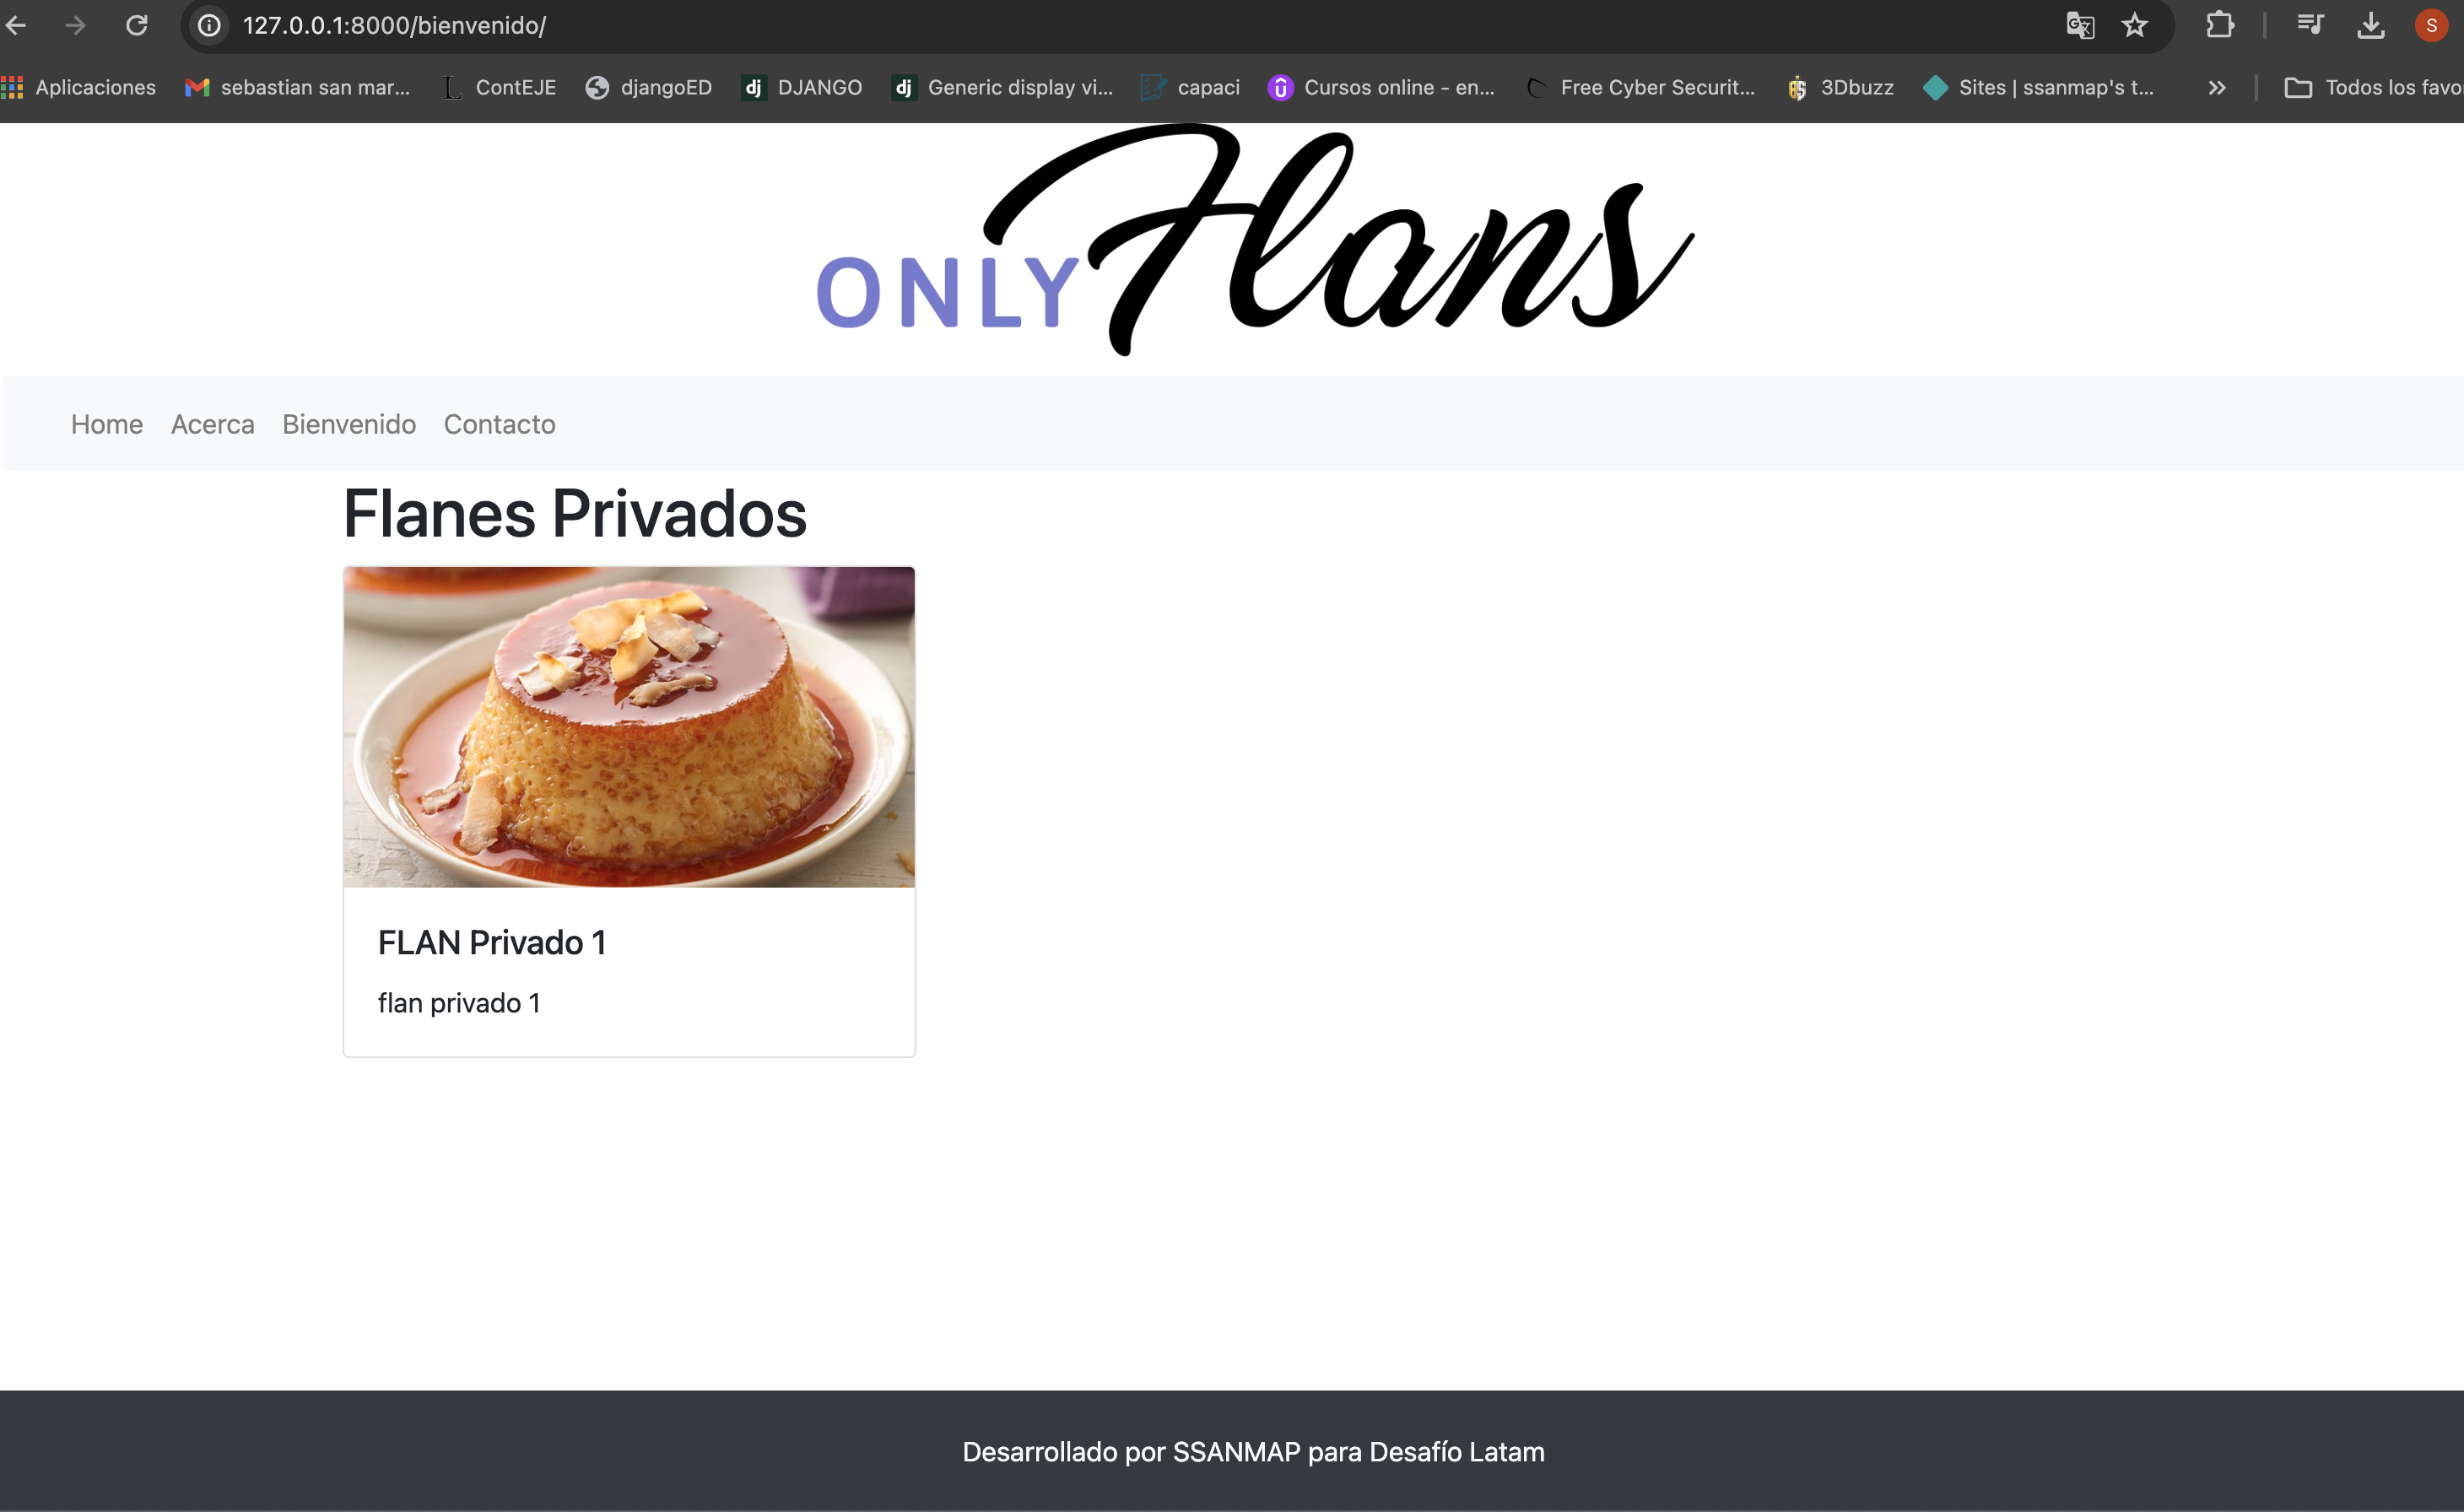 127.0.0.1:8000/bienvenido/
S
Aplicaciones
sebastian san mar...
ContEJE
djangoED
dj DJANGO
dj Generic display vi...
capaci
Cursos online - en...
Free Cyber Securit...
3Dbuzz
Sites | ssanmap's t...
Todos los favo
ONLY Flans
Home Acerca Bienvenido Contacto
Flanes Privados
FLAN Privado 1
flan privado 1
Desarrollado por SSANMAP para Desafío Latam